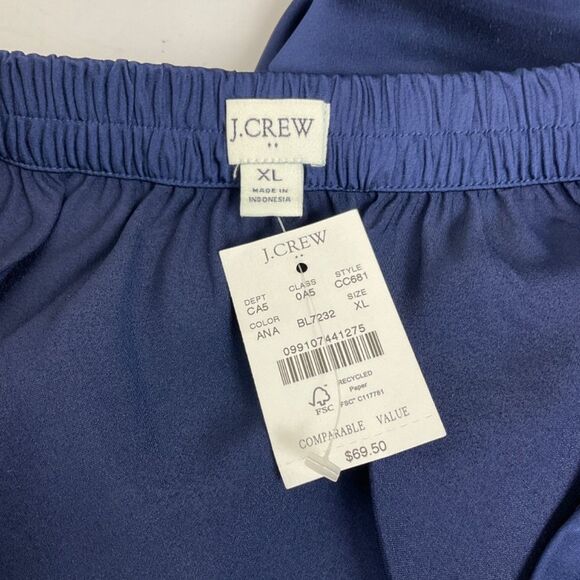 J.CREW
XL
MADE IN
INDONESIA
J.CREW
DEPT CLASS STYLE
CA5 0A5 CC681
COLOR SIZE
ANA BL7232 XL
099107441275
FSC
RECYCLED
Paper
FSC® C117781
COMPARABLE VALUE
$69.50